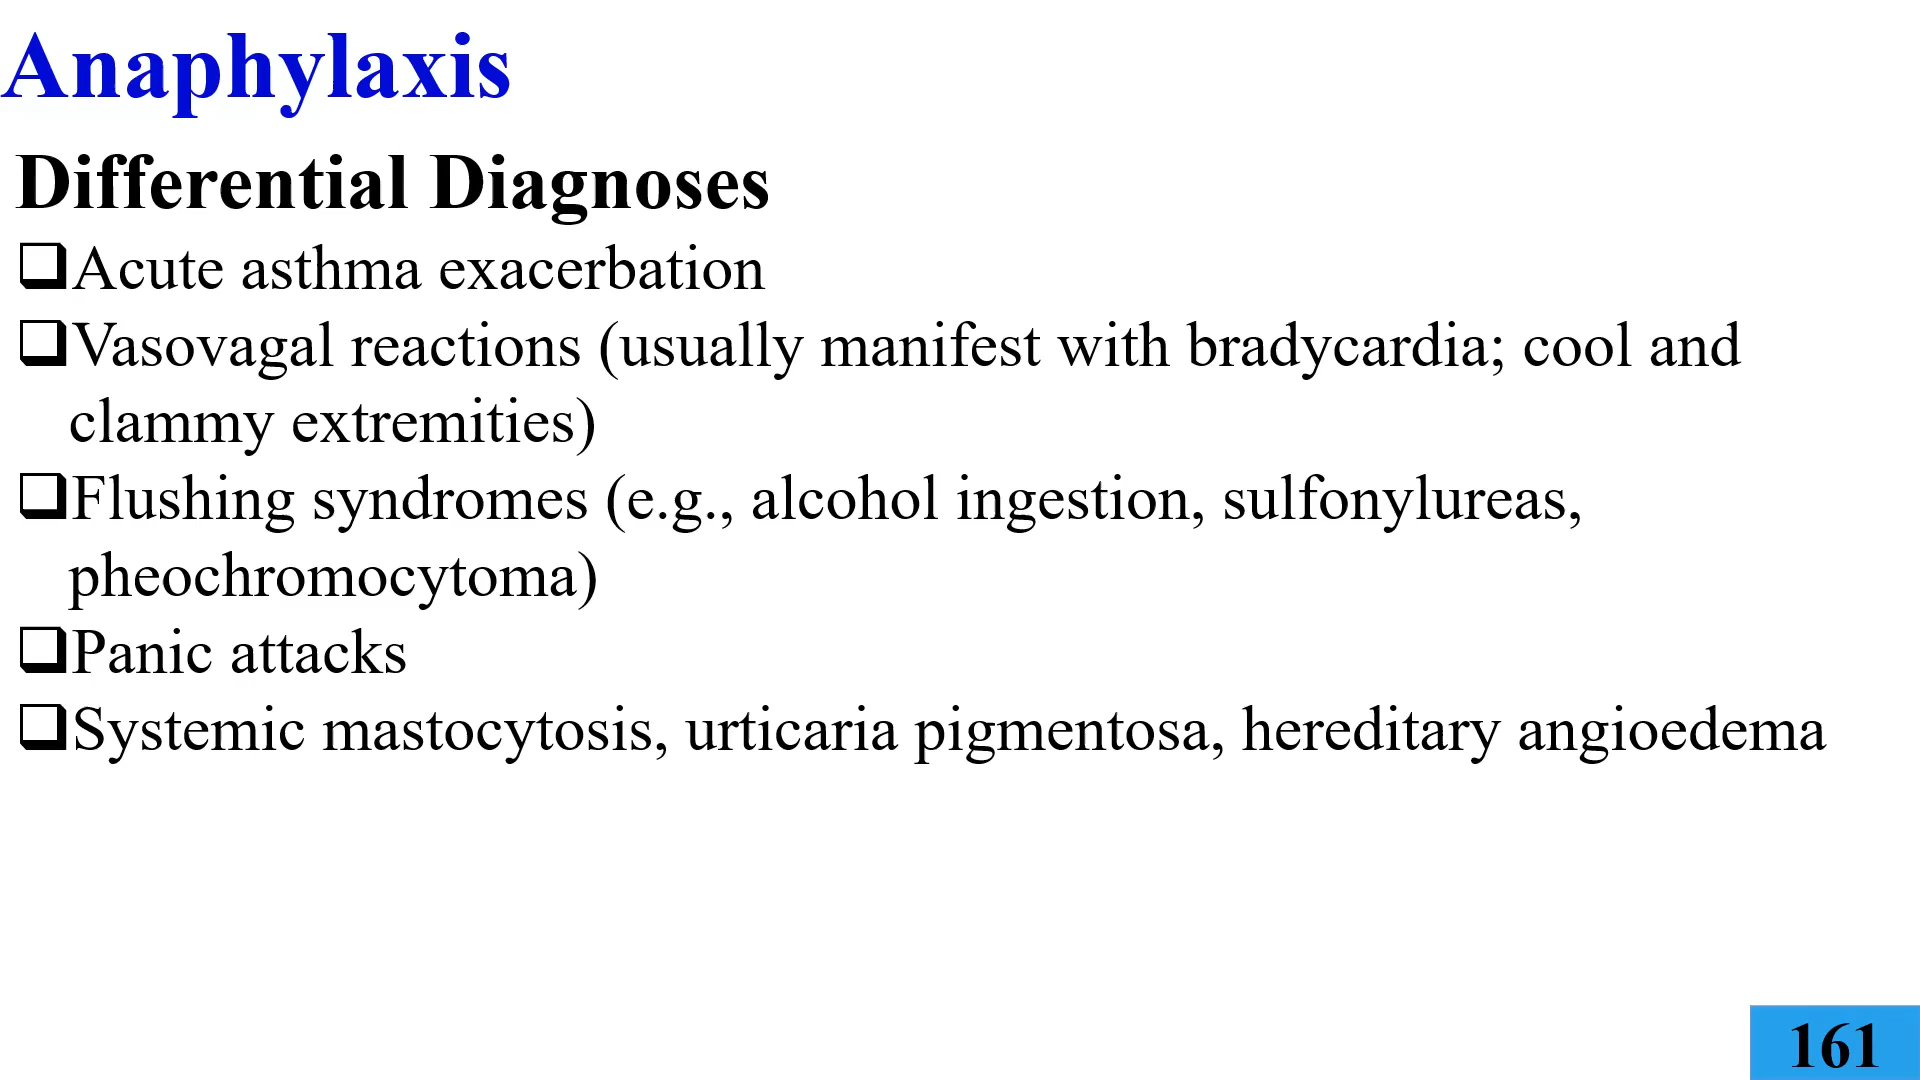 Anaphylaxis
Differential Diagnoses
❑Acute asthma exacerbation
❑Vasovagal reactions (usually manifest with bradycardia; cool and
clammy extremities)
❑Flushing syndromes (e.g., alcohol ingestion, sulfonylureas,
pheochromocytoma)
❑Panic attacks
❑Systemic mastocytosis, urticaria pigmentosa, hereditary angioedema
161